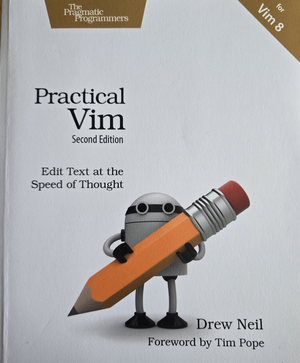 The
Pragmatic
Programmers
for
Vim 8
Practical
Vim
Second Edition
Edit Text at the
Speed of Thought
Drew Neil
Foreword by Tim Pope